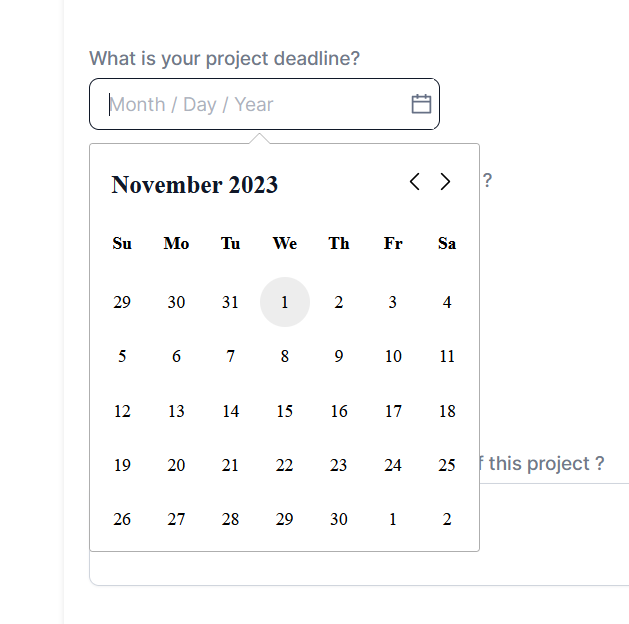 What is your project deadline?
Month / Day / Year
November 2023
?
Su Mo Tu We Th Fr Sa
29 30 31 1 2 3 4
5 6 7 8 9 10 11
12 13 14 15 16 17 18
19 20 21 22 23 24 25
f this project ?
26 27 28 29 30 1 2